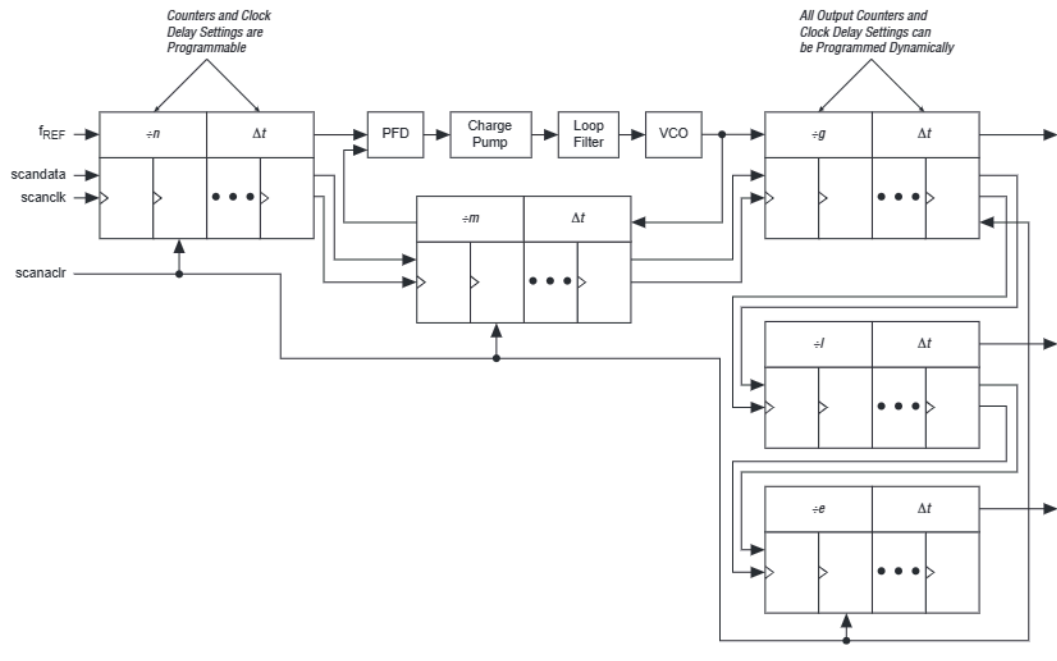 Counters and Clock
Delay Settings are
Programmable
All Output Counters and
Clock Delay Settings can
be Programmed Dynamically
fREF
÷n
Δt
PFD
Charge
Pump
Loop
Filter
VCO
÷g
Δt
scandata
scanclk
÷m
Δt
scanaclr
÷l
Δt
÷e
Δt